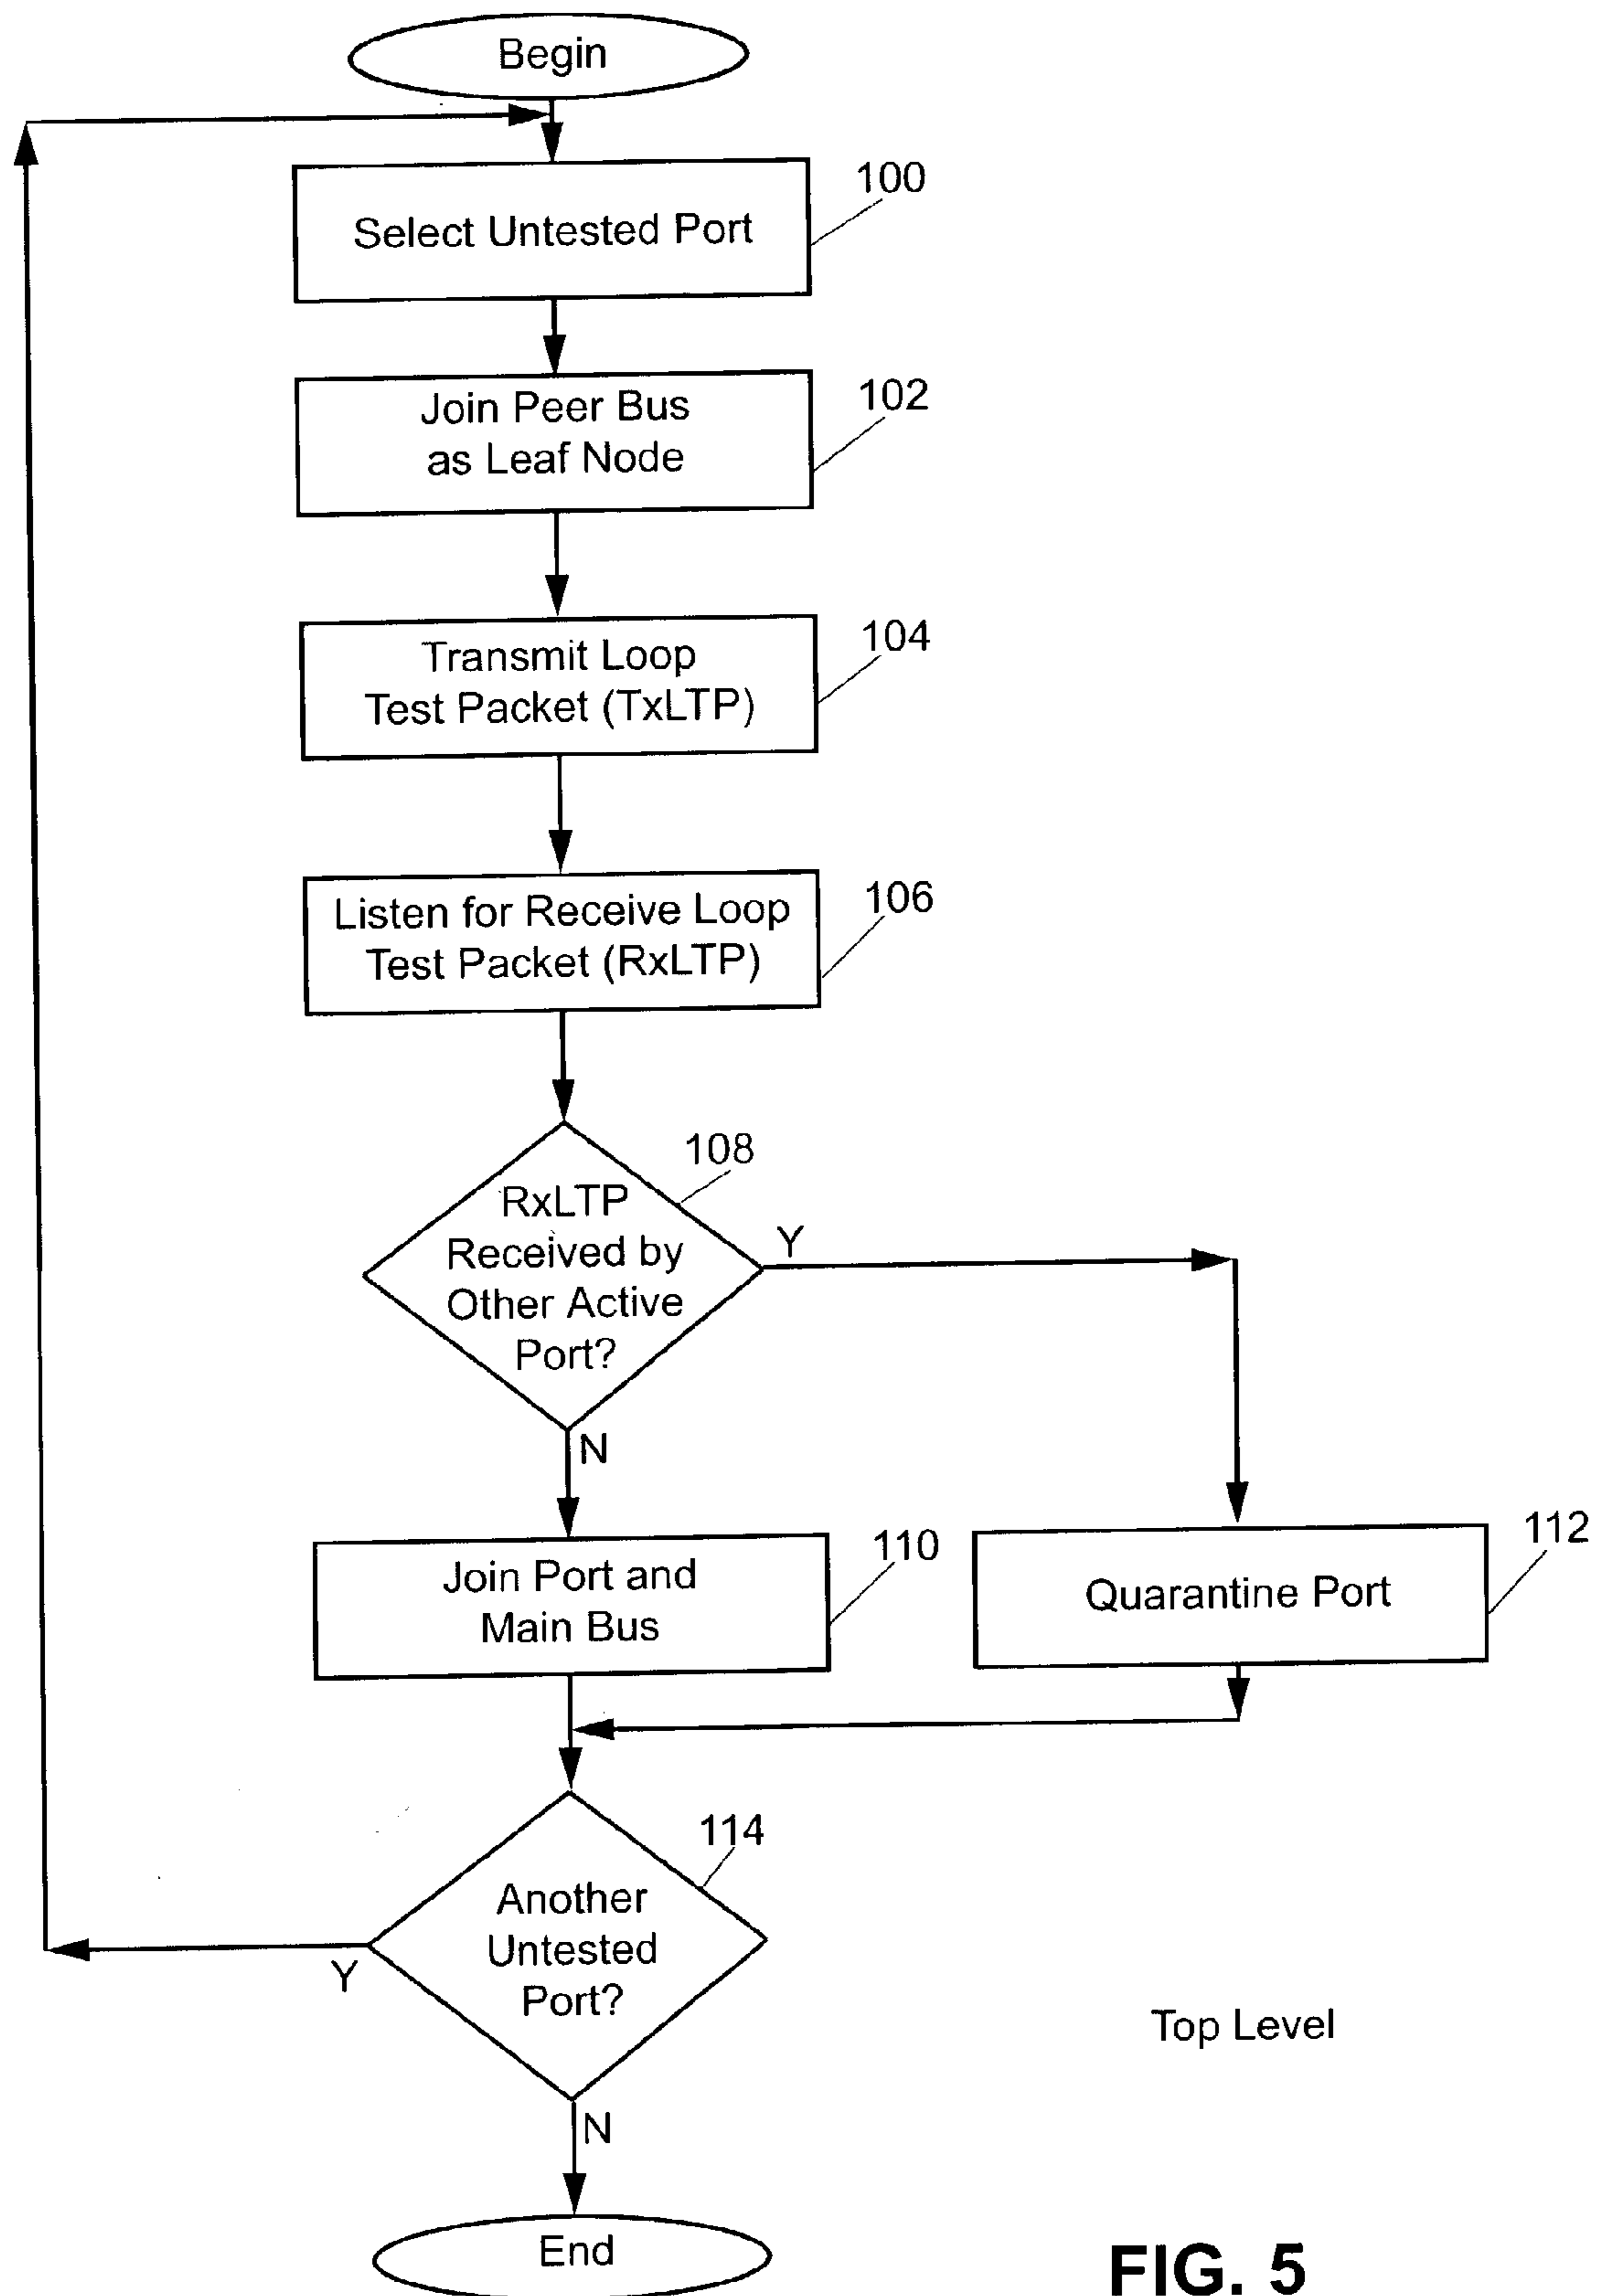 Begin
100
Select Untested Port
102
Join Peer Bus
as Leaf Node
104
Transmit Loop
Test Packet (TxLTP)
106
Listen for Receive Loop
Test Packet (RxLTP)
108
RxLTP
Received by
Other Active
Port?
Y
N
110
Join Port and
Main Bus
112
Quarantine Port
114
Another
Untested
Port?
Y
N
Top Level
End
FIG. 5